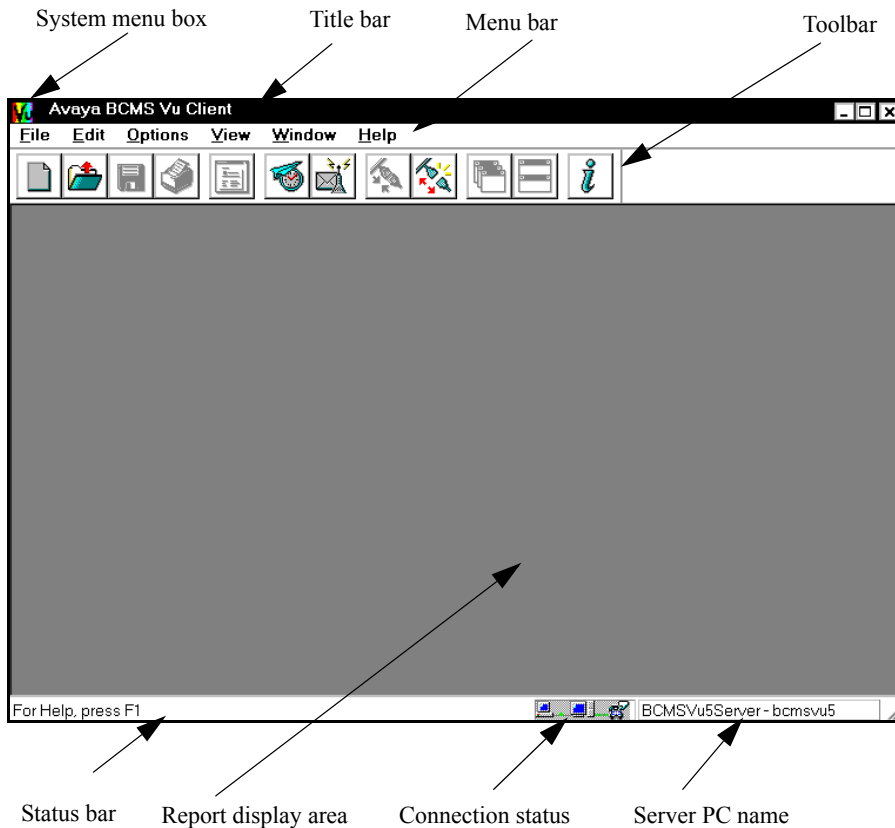 System menu box Title bar Menu bar Toolbar
Avaya BCMS Vu Client
File Edit Options View Window Help
For Help, press F1 BCMSVu5Server - bcmsvu5
Status bar Report display area Connection status Server PC name